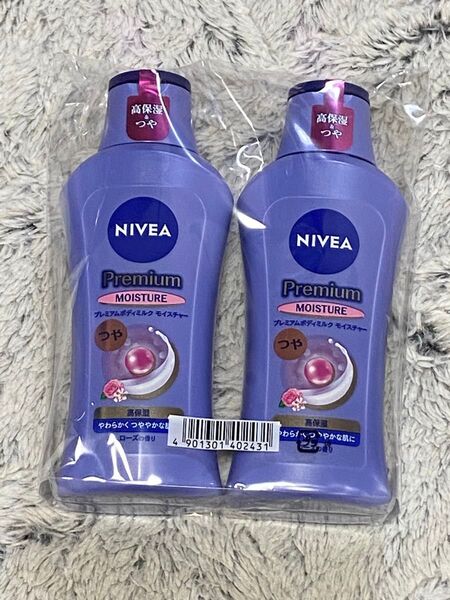 高保湿
&
つや
NIVEA
Premium
MOISTURE
プレミアムボディミルク モイスチャー
つや
高保湿
やわらかくつややかな肌
ローズの香り
4 901301 402431
高保湿
&
つや
NIVEA
Premium
MOISTURE
プレミアムボディミルク モイスチャー
つや
高保湿
やわらかくつややかな肌に
の香り